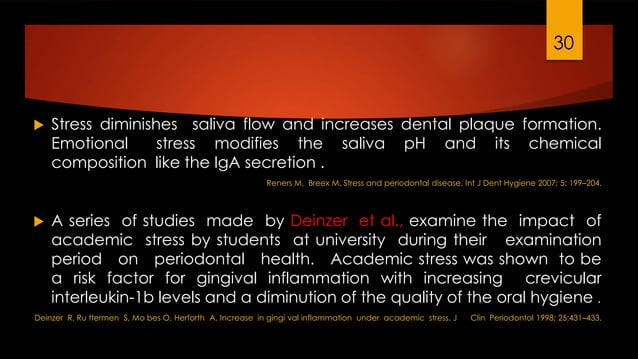 30
Stress diminishes saliva flow and increases dental plaque formation.
Emotional stress modifies the saliva pH and its chemical
composition like the IgA secretion .
Reners M, Breex M. Stress and periodontal disease. Int J Dent Hygiene 2007; 5: 199–204.
A series of studies made by Deinzer et al., examine the impact of
academic stress by students at university during their examination
period on periodontal health. Academic stress was shown to be
a risk factor for gingival inflammation with increasing crevicular
interleukin-1b levels and a diminution of the quality of the oral hygiene .
Deinzer R, Ru ttermen S, Mo bes O, Herforth A. Increase in gingi val inflammation under academic stress. J Clin Periodontol 1998; 25:431–433.